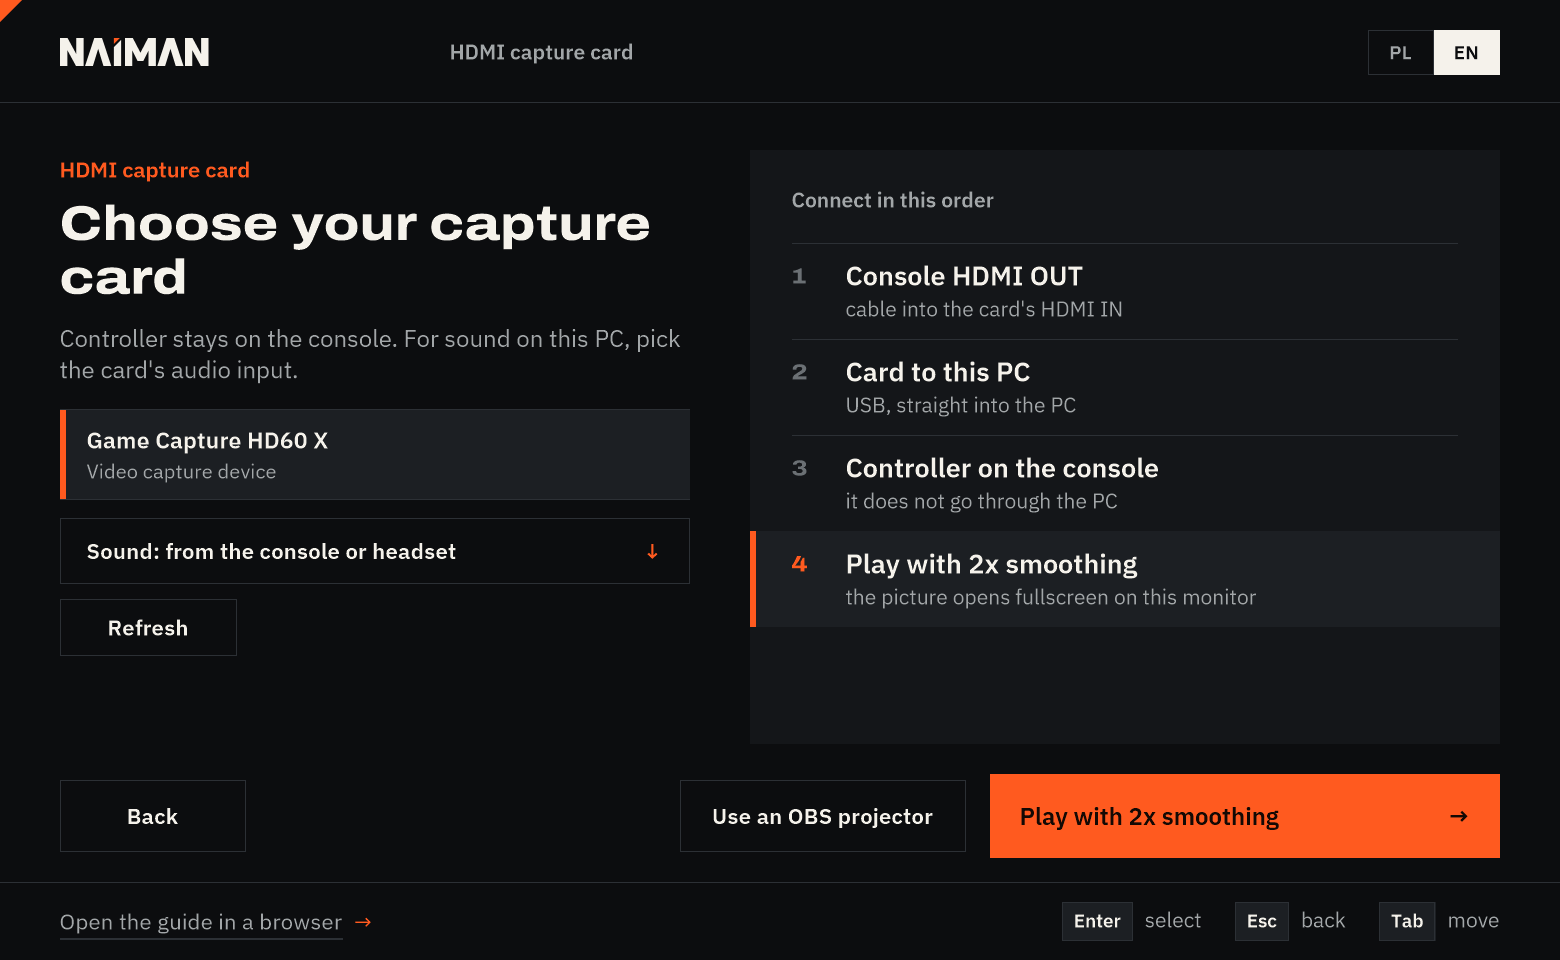 NAIMAN
HDMI capture card
PL
EN
HDMI capture card
Choose your capture
card
Controller stays on the console. For sound on this PC, pick
the card's audio input.
Game Capture HD60 X
Video capture device
Sound: from the console or headset ↓
Refresh
Connect in this order
1 Console HDMI OUT
cable into the card's HDMI IN
2 Card to this PC
USB, straight into the PC
3 Controller on the console
it does not go through the PC
4 Play with 2x smoothing
the picture opens fullscreen on this monitor
Back
Use an OBS projector
Play with 2x smoothing →
Open the guide in a browser →
Enter select
Esc back
Tab move